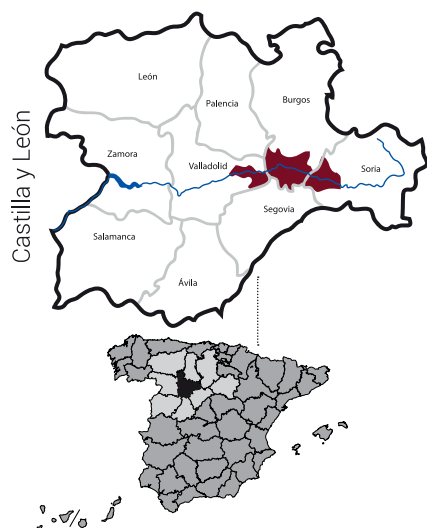 Castilla y León
León
Palencia
Burgos
Zamora
Valladolid
Soria
Segovia
Salamanca
Ávila